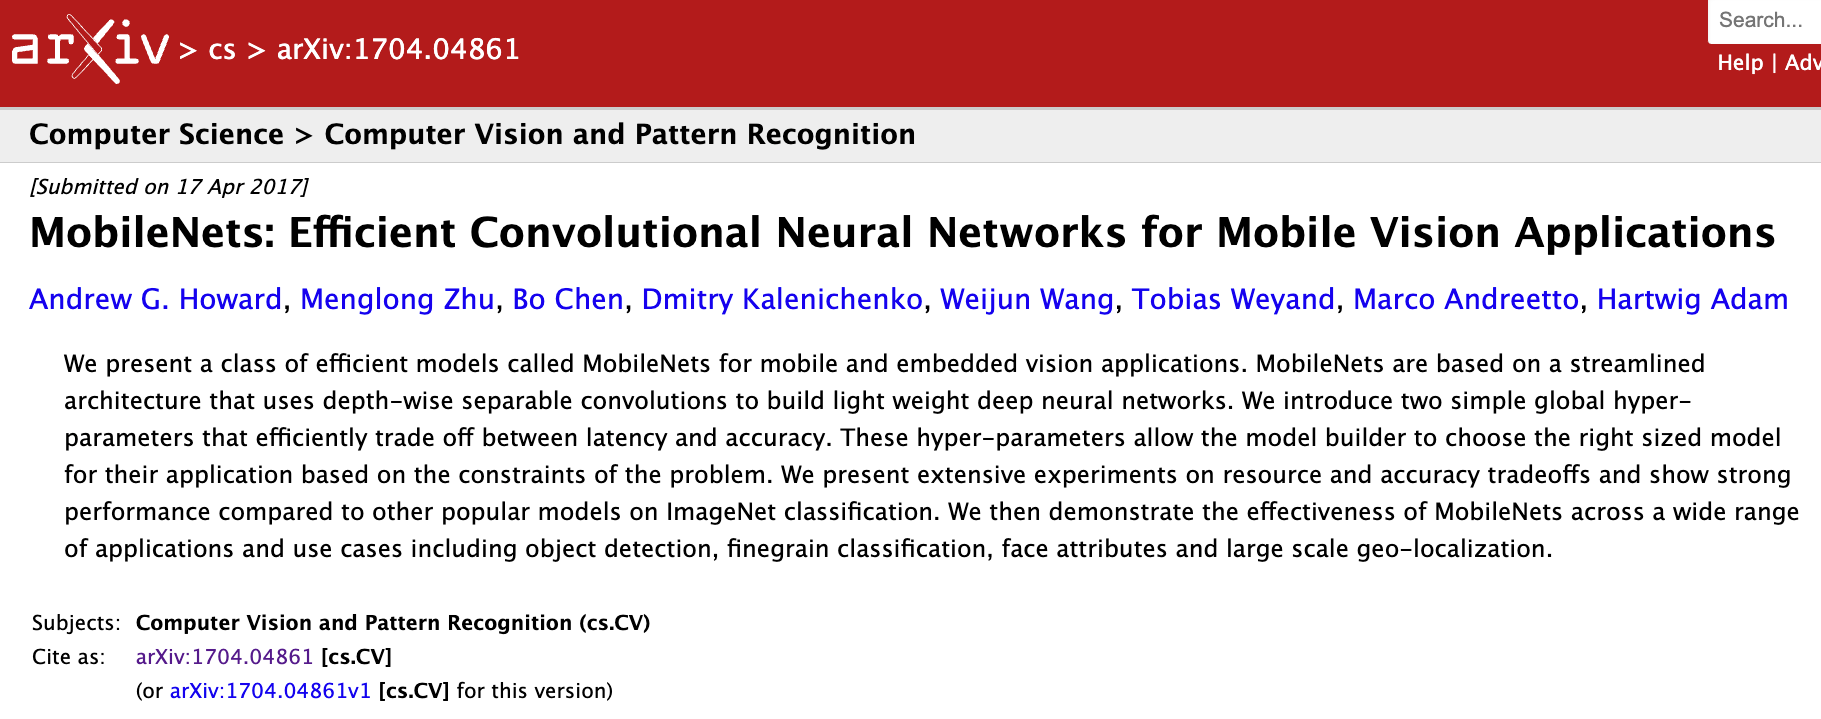 arXiv > cs > arXiv:1704.04861
Search...
Help | Adv
Computer Science > Computer Vision and Pattern Recognition
[Submitted on 17 Apr 2017]
MobileNets: Efficient Convolutional Neural Networks for Mobile Vision Applications
Andrew G. Howard, Menglong Zhu, Bo Chen, Dmitry Kalenichenko, Weijun Wang, Tobias Weyand, Marco Andreetto, Hartwig Adam
We present a class of efficient models called MobileNets for mobile and embedded vision applications. MobileNets are based on a streamlined
architecture that uses depth-wise separable convolutions to build light weight deep neural networks. We introduce two simple global hyper-
parameters that efficiently trade off between latency and accuracy. These hyper-parameters allow the model builder to choose the right sized model
for their application based on the constraints of the problem. We present extensive experiments on resource and accuracy tradeoffs and show strong
performance compared to other popular models on ImageNet classification. We then demonstrate the effectiveness of MobileNets across a wide range
of applications and use cases including object detection, finegrain classification, face attributes and large scale geo-localization.
Subjects: Computer Vision and Pattern Recognition (cs.CV)
Cite as: arXiv:1704.04861 [cs.CV]
(or arXiv:1704.04861v1 [cs.CV] for this version)